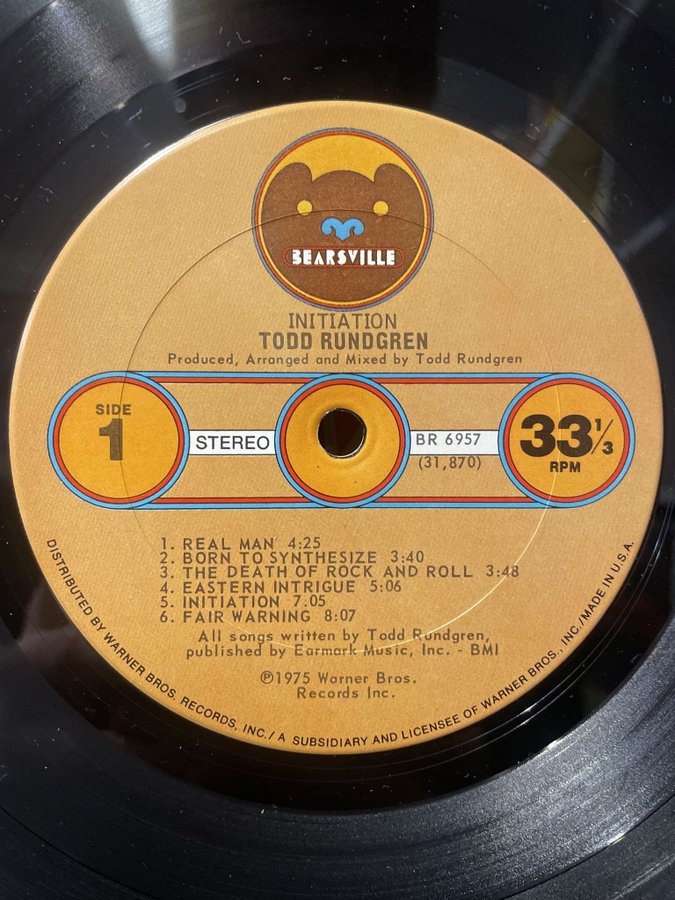 BEARSVILLE
INITIATION
TODD RUNDGREN
Produced, Arranged and Mixed by Todd Rundgren
SIDE
1
STEREO
BR 6957
(31,870)
33 1/3
RPM
1. REAL MAN 4:25
2. BORN TO SYNTHESIZE 3:40
3. THE DEATH OF ROCK AND ROLL 3:48
4. EASTERN INTRIGUE 5:06
5. INITIATION 7.05
6. FAIR WARNING 8:07
All songs written by Todd Rundgren,
published by Earmark Music, Inc. - BMI
℗1975 Warner Bros.
Records Inc.
DISTRIBUTED BY WARNER BROS. RECORDS, INC./A SUBSIDIARY AND LICENSEE OF WARNER BROS., INC./MADE IN U.S.A.